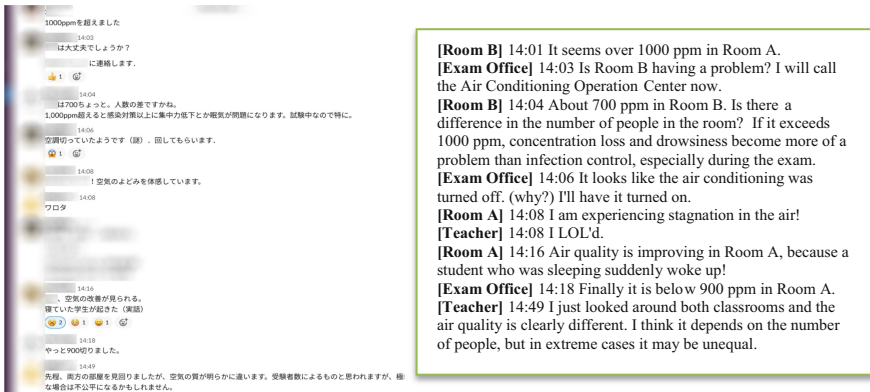 1000ppmを超えました
14:03
は大丈夫でしょうか？
に連絡します．
1
14:04
は700ちょっと。人数の差ですかね。
1,000ppm超えると感染対策以上に集中力低下とか眠気が問題になります。試験中なので特に。
14:06
空調切っていたようです（謎）．回してもらいます．
1
14:08
！空気のよどみを体感しています。
14:08
ワロタ
14:16
、空気の改善が見られる。
寝ていた学生が起きた（実話）
2 1 1
14:18
やっと900切りました。
14:49
先程、両方の部屋を見回りましたが、空気の質が明らかに違います。受験者数によるものと思われますが、極
な場合は不公平になるかもしれません。
[Room B] 14:01 It seems over 1000 ppm in Room A.
[Exam Office] 14:03 Is Room B having a problem? I will call
the Air Conditioning Operation Center now.
[Room B] 14:04 About 700 ppm in Room B. Is there a
difference in the number of people in the room? If it exceeds
1000 ppm, concentration loss and drowsiness become more of a
problem than infection control, especially during the exam.
[Exam Office] 14:06 It looks like the air conditioning was
turned off. (why?) I'll have it turned on.
[Room A] 14:08 I am experiencing stagnation in the air!
[Teacher] 14:08 I LOL'd.
[Room A] 14:16 Air quality is improving in Room A, because a
student who was sleeping suddenly woke up!
[Exam Office] 14:18 Finally it is below 900 ppm in Room A.
[Teacher] 14:49 I just looked around both classrooms and the
air quality is clearly different. I think it depends on the number
of people, but in extreme cases it may be unequal.